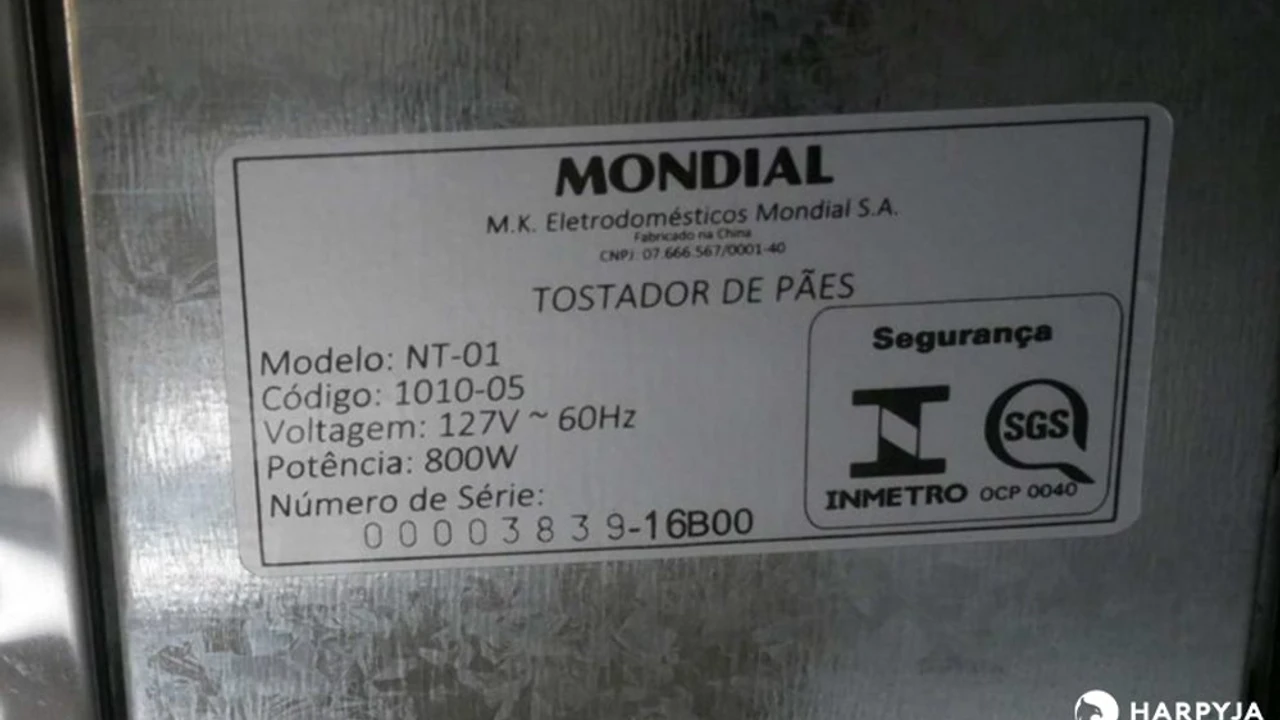 MONDIAL
M.K. Eletrodomésticos Mondial S.A.
Fabricado na China
CNPJ: 07.666.567/0001-40
TOSTADOR DE PÃES
Modelo: NT-01
Código: 1010-05
Voltagem: 127V ~ 60Hz
Potência: 800W
Número de Série:
00003839-16B00
Segurança
SGS
INMETRO OCP 0040
HARPYJA